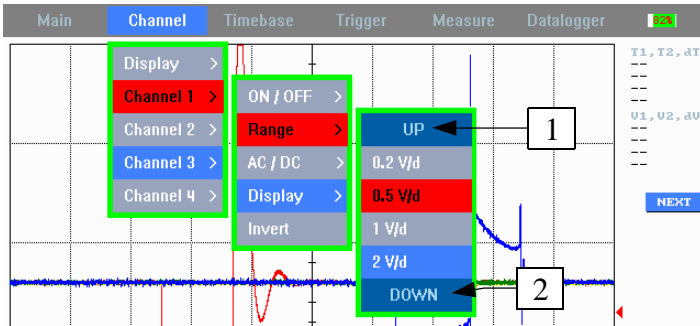 Main Channel Timebase Trigger Measure Datalogger 82%
T1,T2,dT
--
--
--
V1,V2,dV
--
--
--
NEXT
Display >
Channel 1 >
Channel 2 >
Channel 3 >
Channel 4 >
ON / OFF >
Range >
AC / DC >
Display >
Invert
UP
0.2 V/d
0.5 V/d
1 V/d
2 V/d
DOWN
1
2